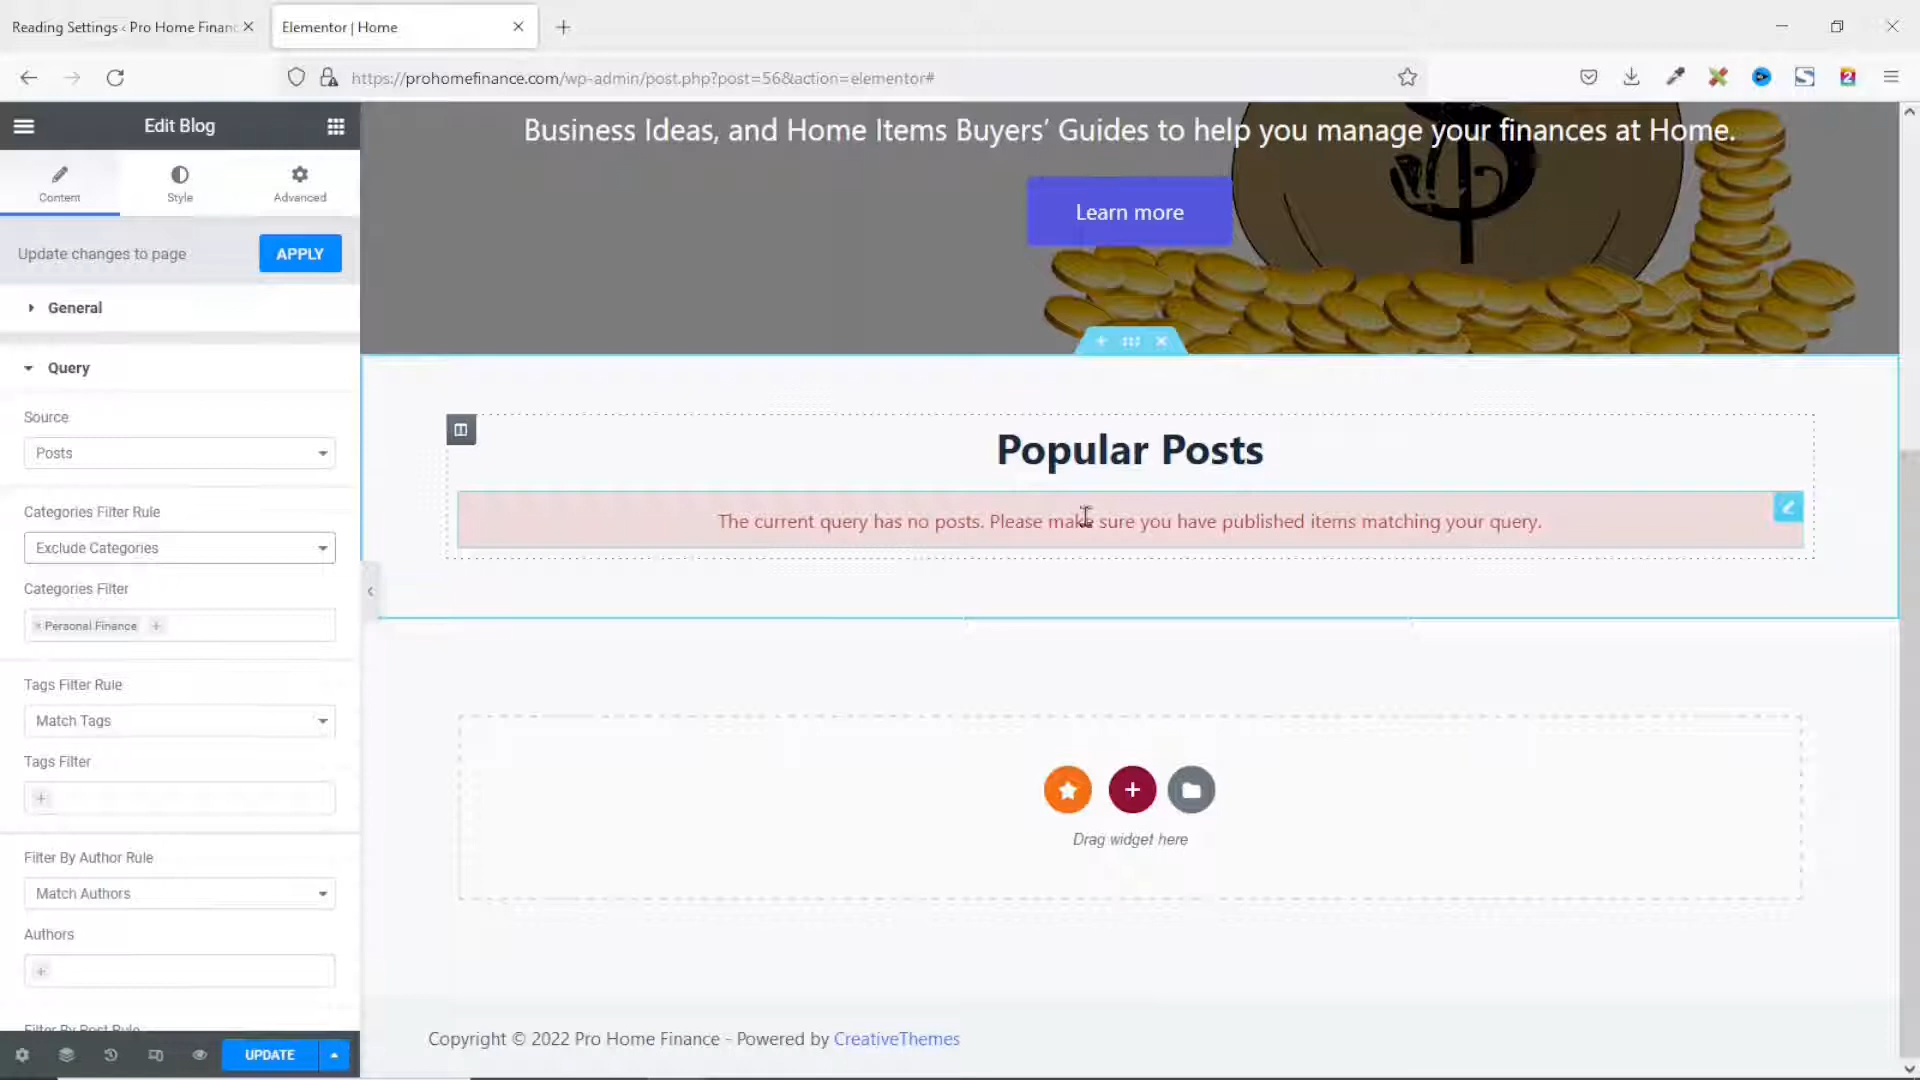 Reading Settings ‹ Pro Home Financ
Elementor | Home
https://prohomefinance.com/wp-admin/post.php?post=56&action=elementor#
Edit Blog
Content
Style
Advanced
Update changes to page
APPLY
General
Query
Source
Posts
Categories Filter Rule
Exclude Categories
Categories Filter
× Personal Finance +
Tags Filter Rule
Match Tags
Tags Filter
+
Filter By Author Rule
Match Authors
Authors
+
Filter By Post Rule
UPDATE
Business Ideas, and Home Items Buyers’ Guides to help you manage your finances at Home.
Learn more
Popular Posts
The current query has no posts. Please make sure you have published items matching your query.
Drag widget here
Copyright © 2022 Pro Home Finance - Powered by CreativeThemes